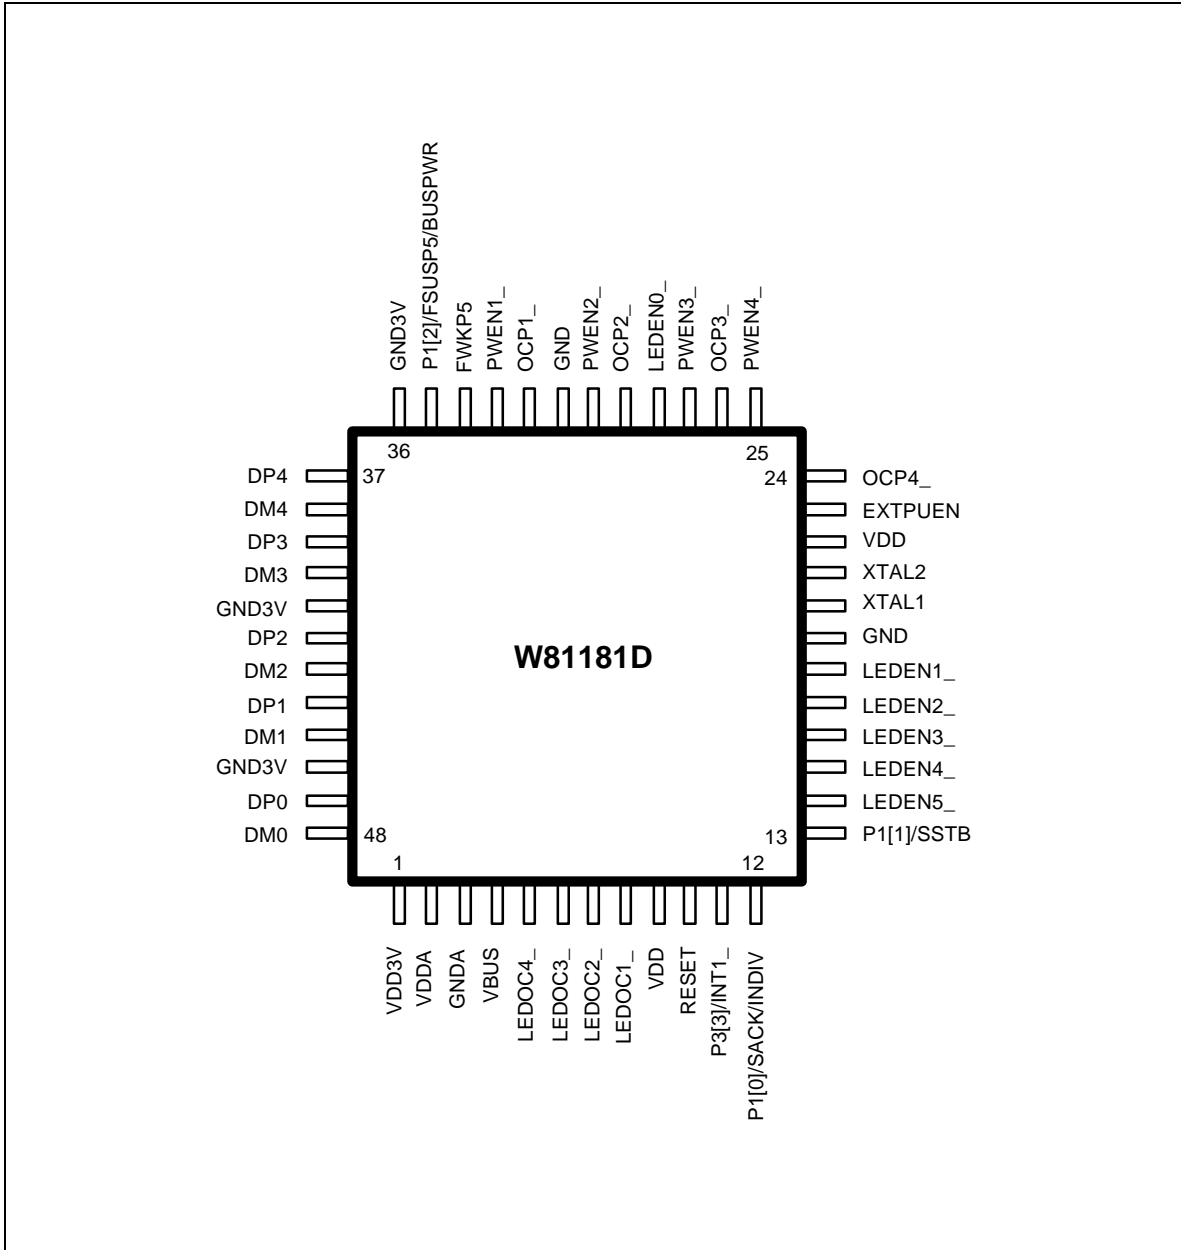 GND3V
P1[2]/FSUSP5/BUSPWR
FWKP5
PWEN1_
OCP1_
GND
PWEN2_
OCP2_
LEDEN0_
PWEN3_
OCP3_
PWEN4_
36
25
DP4
37
24
OCP4_
DM4
EXTPUEN
DP3
VDD
DM3
XTAL2
GND3V
XTAL1
DP2
GND
W81181D
DM2
LEDEN1_
DP1
LEDEN2_
DM1
LEDEN3_
GND3V
LEDEN4_
DP0
LEDEN5_
DM0
48
13
P1[1]/SSTB
1
12
VDD3V
VDDA
GNDA
VBUS
LEDOC4_
LEDOC3_
LEDOC2_
LEDOC1_
VDD
RESET
P3[3]/INT1_
P1[0]/SACK/INDIV